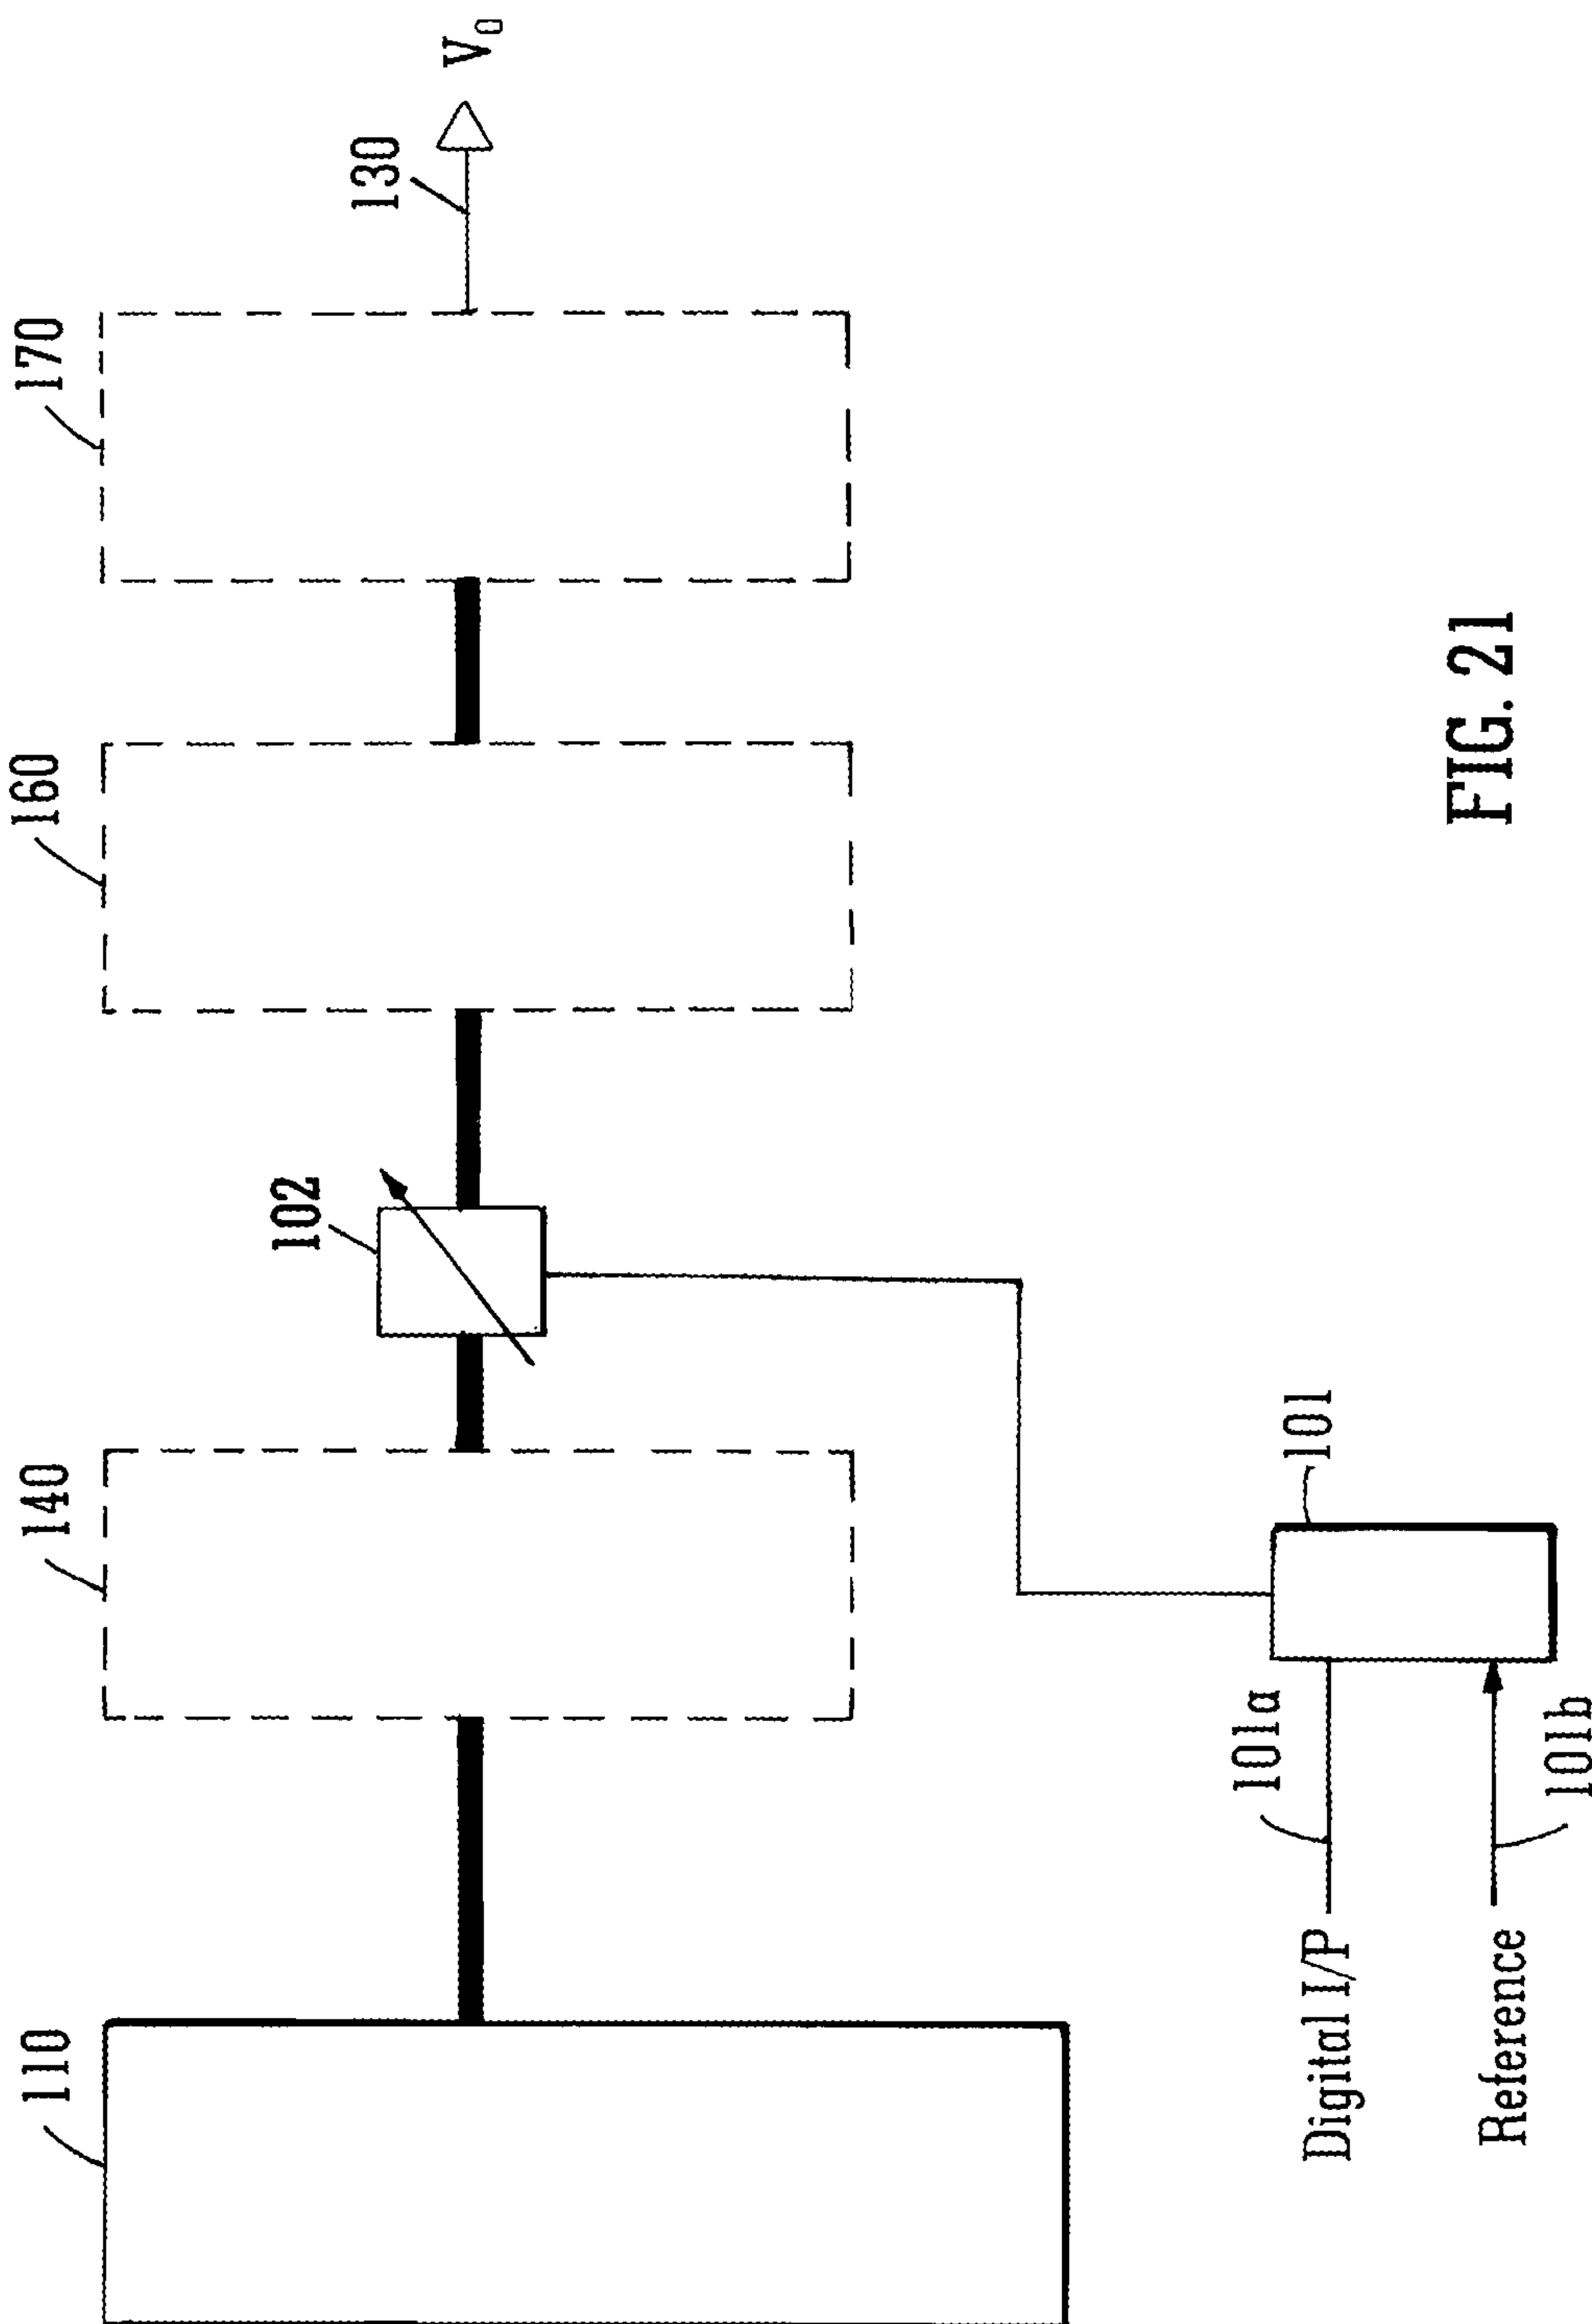 110
140
102
160
170
130
V₀
101
101a
Digital I/P
Reference
101b
FIG. 21